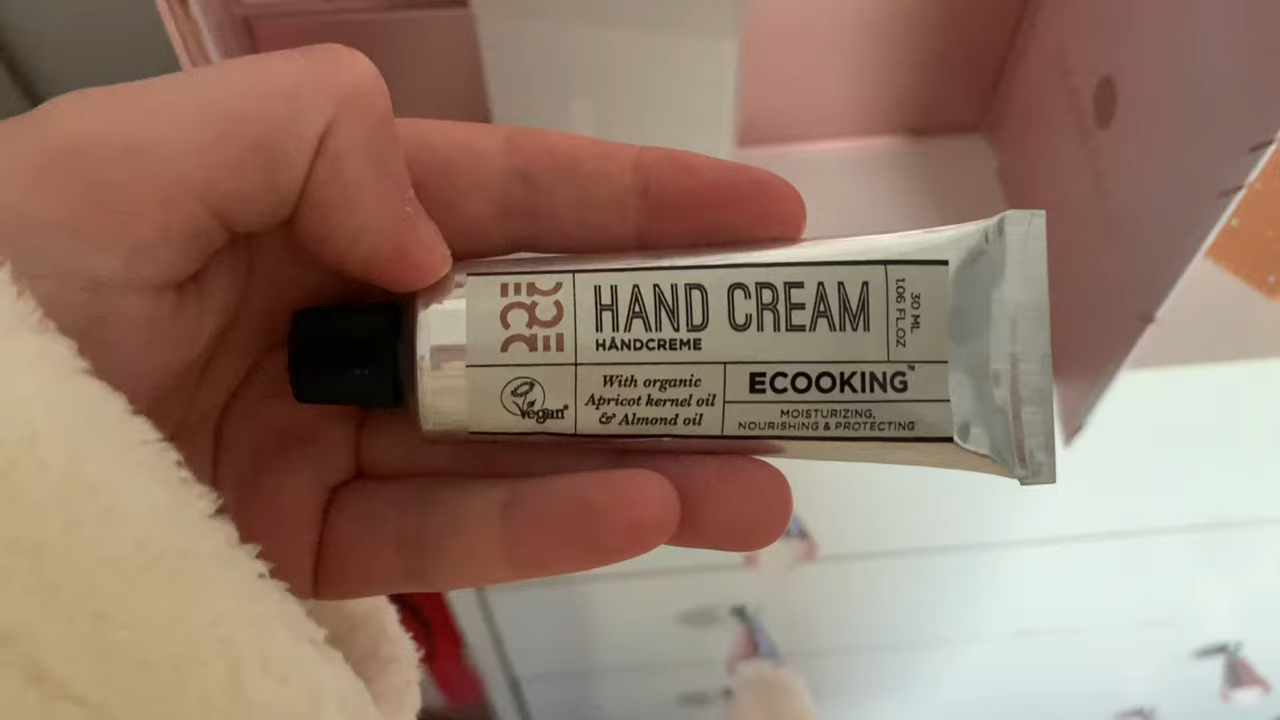 HAND CREAM
HÅNDCREME
30 ML
1.06 FL.OZ
Vegan®
With organic
Apricot kernel oil
& Almond oil
ECOOKING™
MOISTURIZING,
NOURISHING & PROTECTING